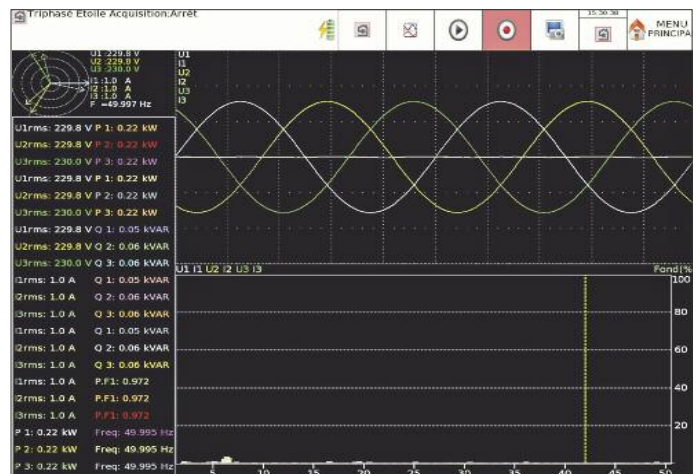 Triphasé Etoile Acquisition:Arrêt
15:30:38
MENU
PRINCIPA
U1 :229.8 V
U2 :229.8 V
U3 :230.0 V
I1 :1.0 A
I2 :1.0 A
I3 :1.0 A
F =49.997 Hz
U1
I1
U2
I2
U3
I3
U1rms: 229.8 V P 1: 0.22 kW
U2rms: 229.8 V P 2: 0.22 kW
U3rms: 230.0 V P 3: 0.22 kW
U1rms: 229.8 V P 1: 0.22 kW
U2rms: 229.8 V P 2: 0.22 kW
U3rms: 230.0 V P 3: 0.22 kW
U1rms: 229.8 V Q 1: 0.05 kVAR
U2rms: 229.8 V Q 2: 0.06 kVAR
U3rms: 230.0 V Q 3: 0.06 kVAR
I1rms: 1.0 A Q 1: 0.05 kVAR
I2rms: 1.0 A Q 2: 0.06 kVAR
I3rms: 1.0 A Q 3: 0.06 kVAR
I1rms: 1.0 A Q 1: 0.05 kVAR
I2rms: 1.0 A Q 2: 0.06 kVAR
I3rms: 1.0 A Q 3: 0.06 kVAR
I1rms: 1.0 A P.F1: 0.972
I2rms: 1.0 A P.F1: 0.972
I3rms: 1.0 A P.F1: 0.972
P 1: 0.22 kW Freq: 49.995 Hz
P 2: 0.22 kW Freq: 49.995 Hz
P 3: 0.22 kW Freq: 49.995 Hz
U1 I1 U2 I2 U3 I3
Fond(%
100
80
60
40
20
5 10 15 20 25 30 35 40 45 50